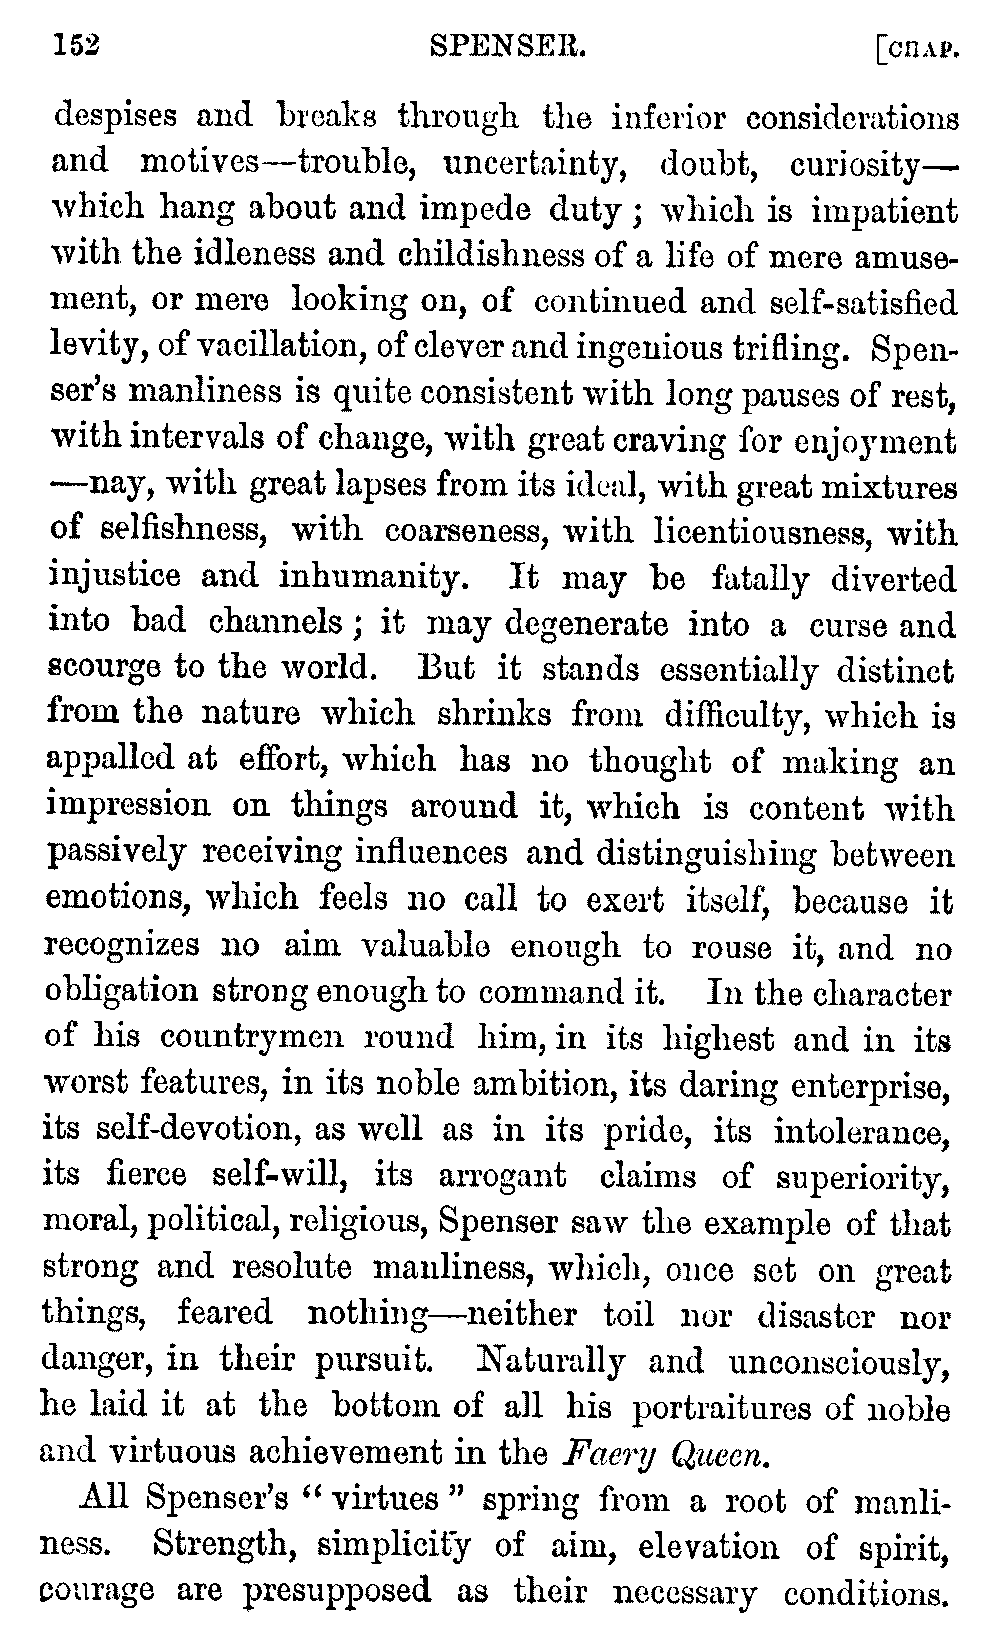 152 SPENSER. [CHAP.
despises and breaks through the inferior considerations
and motives—trouble, uncertainty, doubt, curiosity—
which hang about and impede duty; which is impatient
with the idleness and childishness of a life of mere amuse-
ment, or mere looking on, of continued and self-satisfied
levity, of vacillation, of clever and ingenious trifling. Spen-
ser's manliness is quite consistent with long pauses of rest,
with intervals of change, with great craving for enjoyment
—nay, with great lapses from its ideal, with great mixtures
of selfishness, with coarseness, with licentiousness, with
injustice and inhumanity. It may be fatally diverted
into bad channels; it may degenerate into a curse and
scourge to the world. But it stands essentially distinct
from the nature which shrinks from difficulty, which is
appalled at effort, which has no thought of making an
impression on things around it, which is content with
passively receiving influences and distinguishing between
emotions, which feels no call to exert itself, because it
recognizes no aim valuable enough to rouse it, and no
obligation strong enough to command it. In the character
of his countrymen round him, in its highest and in its
worst features, in its noble ambition, its daring enterprise,
its self-devotion, as well as in its pride, its intolerance,
its fierce self-will, its arrogant claims of superiority,
moral, political, religious, Spenser saw the example of that
strong and resolute manliness, which, once set on great
things, feared nothing—neither toil nor disaster nor
danger, in their pursuit. Naturally and unconsciously,
he laid it at the bottom of all his portraitures of noble
and virtuous achievement in the Faery Queen.
All Spenser's "virtues" spring from a root of manli-
ness. Strength, simplicity of aim, elevation of spirit,
courage are presupposed as their necessary conditions.